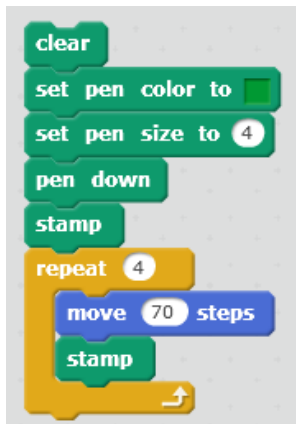 clear
set pen color to
set pen size to 4
pen down
stamp
repeat 4
move 70 steps
stamp